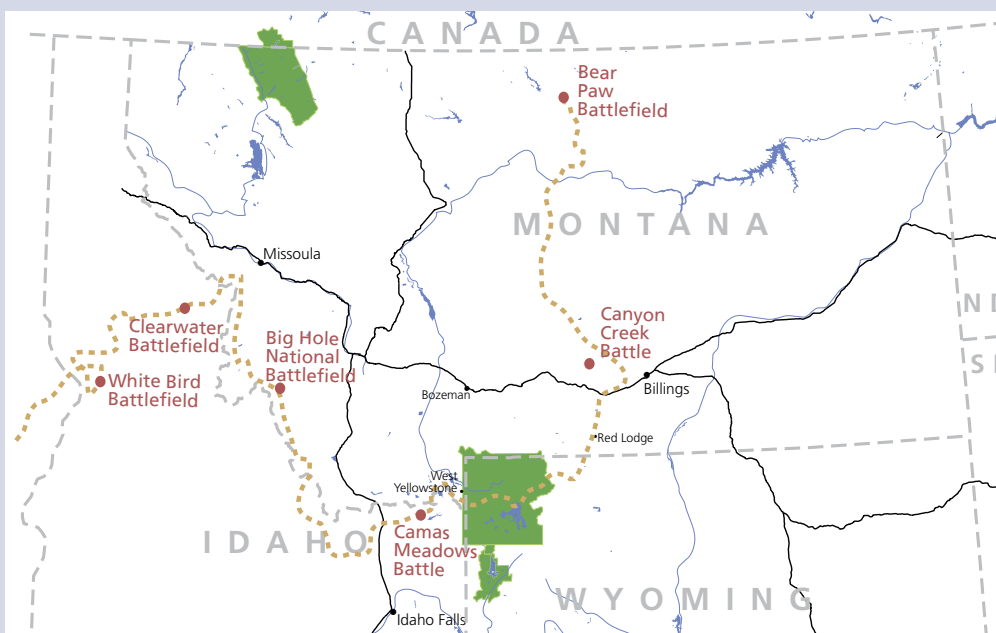 CANADA
Bear
Paw
Battlefield
MONTANA
Missoula
Clearwater
Battlefield
Big Hole
National
Battlefield
White Bird
Battlefield
Canyon
Creek
Battle
Billings
Bozeman
Red Lodge
West
Yellowstone
IDAHO
Camas
Meadows
Battle
WYOMING
Idaho Falls